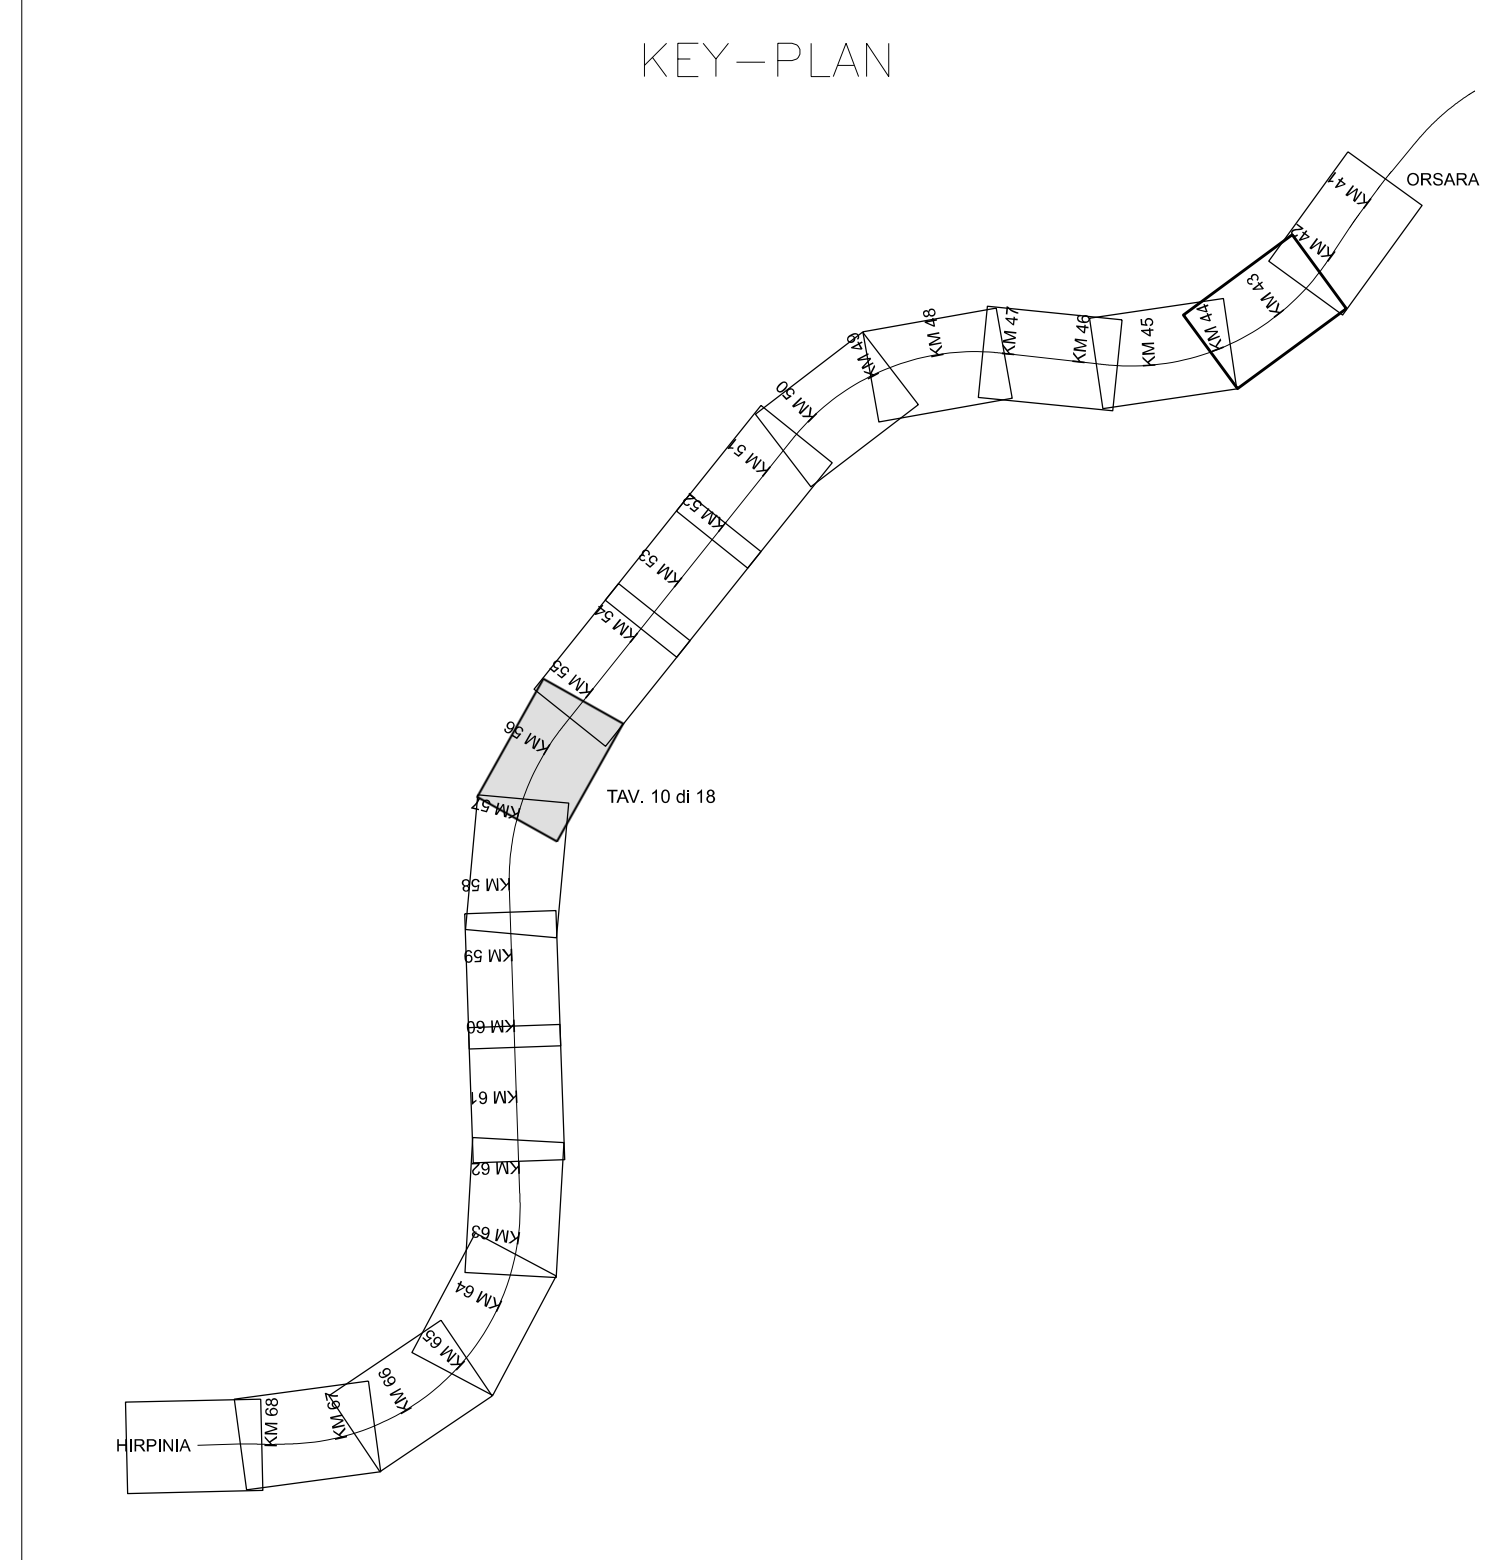 KEY-PLAN
ORSARA
KM 41
KM 42
KM 43
KM 44
KM 45
KM 46
KM 47
KM 48
KM 49
KM 50
KM 51
KM 52
KM 53
KM 54
KM 55
KM 56
TAV. 10 di 18
KM 57
KM 58
KM 59
KM 60
KM 61
KM 62
KM 63
KM 64
KM 65
KM 66
KM 67
KM 68
HIRPINIA